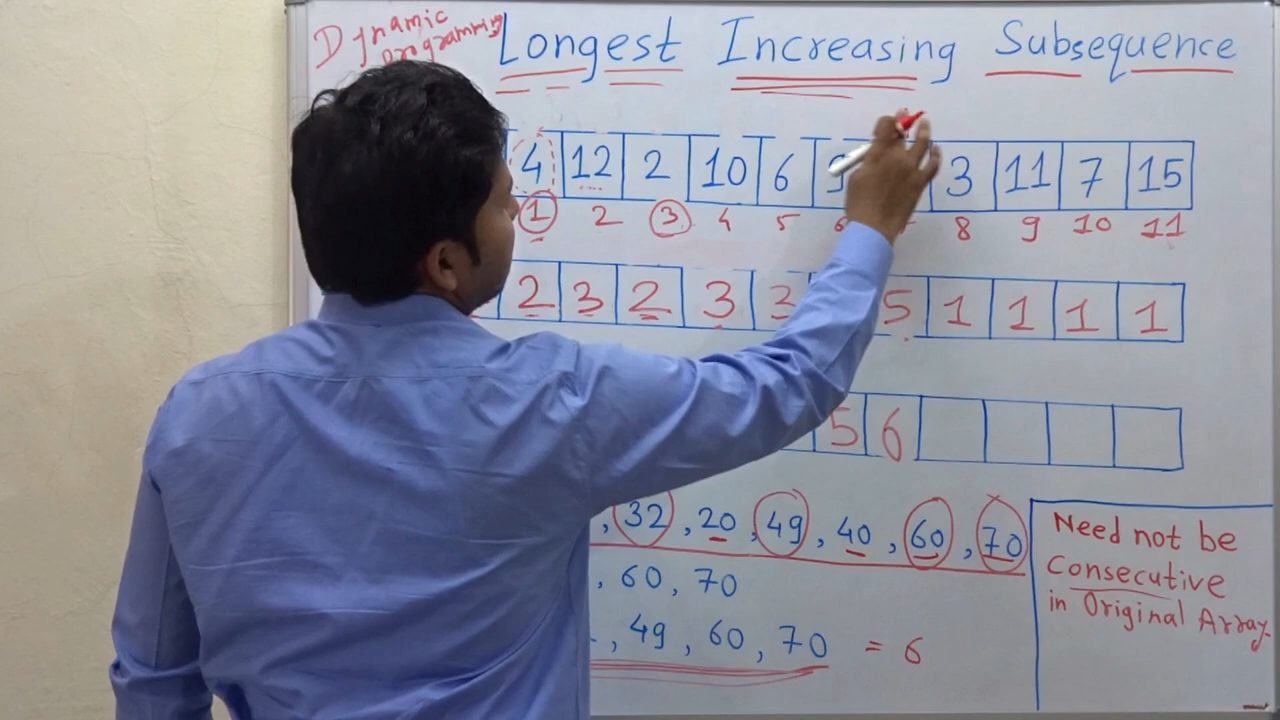 Dynamic
programming
Longest Increasing Subsequence
4 12 2 10 6 9 3 11 7 15
1 2 3 4 5 6 8 9 10 11
2 3 2 3 3 5 1 1 1 1
5 6
, 32 , 20 , 49 , 40 , 60 , 70
, 60 , 70
, 49 , 60 , 70 = 6
Need not be
Consecutive
in Original Array.